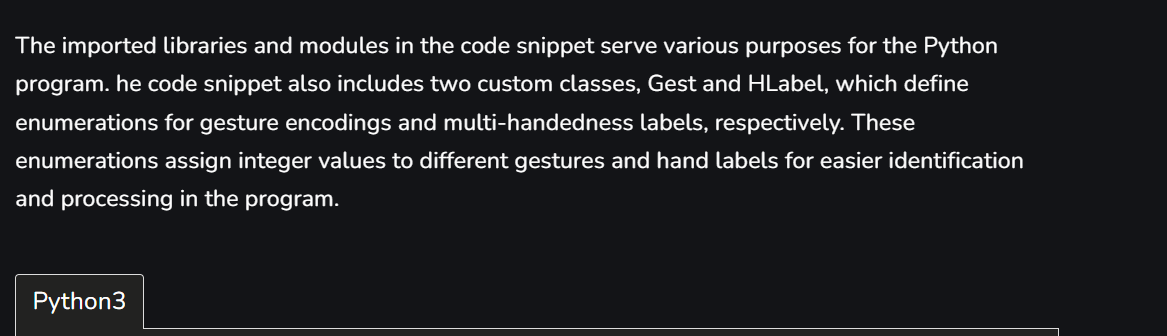 The imported libraries and modules in the code snippet serve various purposes for the Python
program. he code snippet also includes two custom classes, Gest and HLabel, which define
enumerations for gesture encodings and multi-handedness labels, respectively. These
enumerations assign integer values to different gestures and hand labels for easier identification
and processing in the program.
Python3